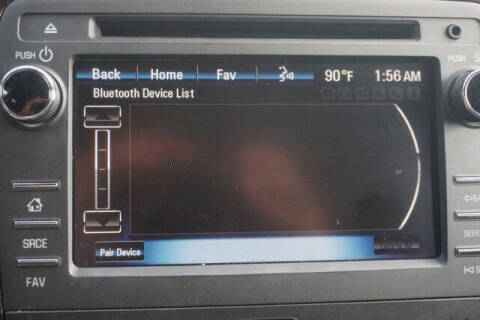 PUSH
Back Home Fav 90°F 1:56 AM
PUSH
Bluetooth Device List
SRCE
SEEK
Pair Device
FAV